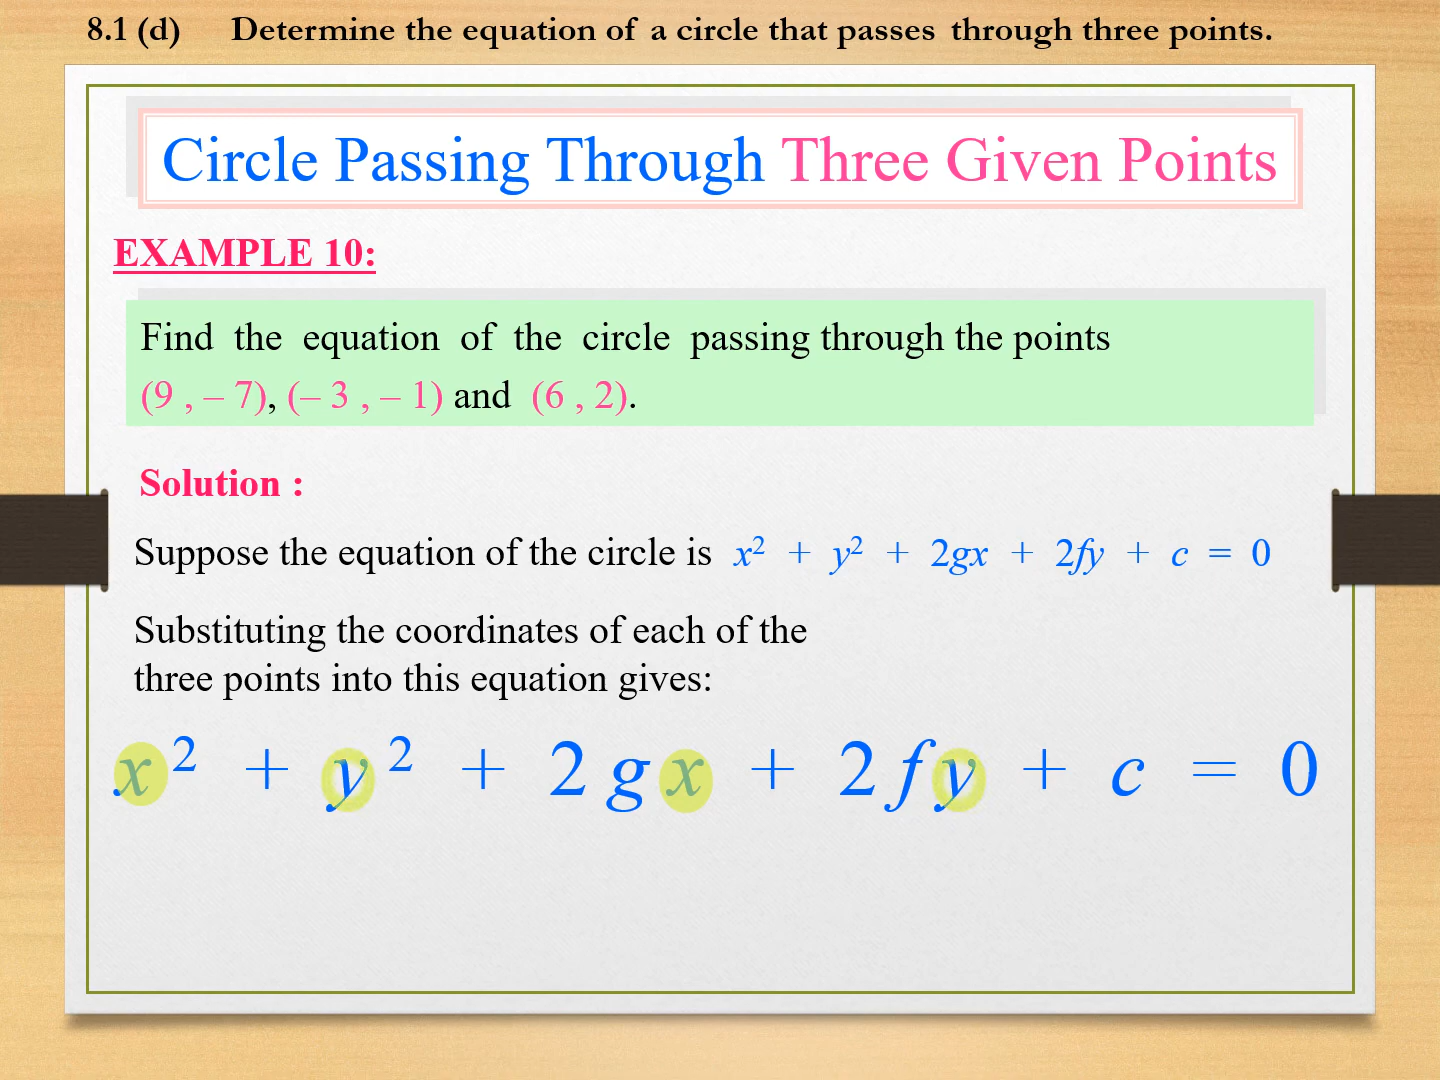 8.1 (d) Determine the equation of a circle that passes through three points.
Circle Passing Through Three Given Points
EXAMPLE 10:
Find the equation of the circle passing through the points
(9 , – 7), (– 3 , – 1) and (6 , 2).
Solution :
Suppose the equation of the circle is x² + y² + 2gx + 2fy + c = 0
Substituting the coordinates of each of the
three points into this equation gives:
x² + y² + 2gx + 2fy + c = 0